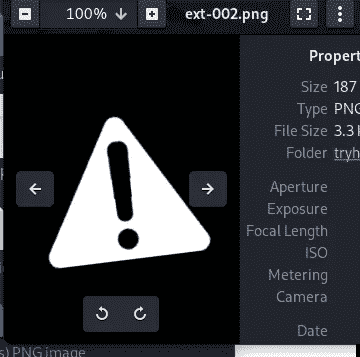 100%
ext-002.png
Propert
Size 187
Type PNG
File Size 3.3
Folder tryh
Aperture
Exposure
Focal Length
ISO
Metering
Camera
Date
s) PNG image